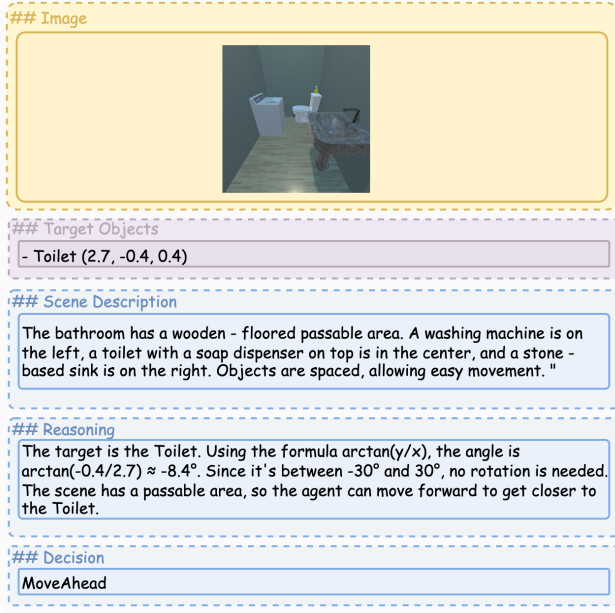 ## Image
## Target Objects
- Toilet (2.7, -0.4, 0.4)
## Scene Description
The bathroom has a wooden - floored passable area. A washing machine is on
the left, a toilet with a soap dispenser on top is in the center, and a stone -
based sink is on the right. Objects are spaced, allowing easy movement. "
## Reasoning
The target is the Toilet. Using the formula arctan(y/x), the angle is
arctan(-0.4/2.7) ≈ -8.4°. Since it's between -30° and 30°, no rotation is needed.
The scene has a passable area, so the agent can move forward to get closer to
the Toilet.
## Decision
MoveAhead